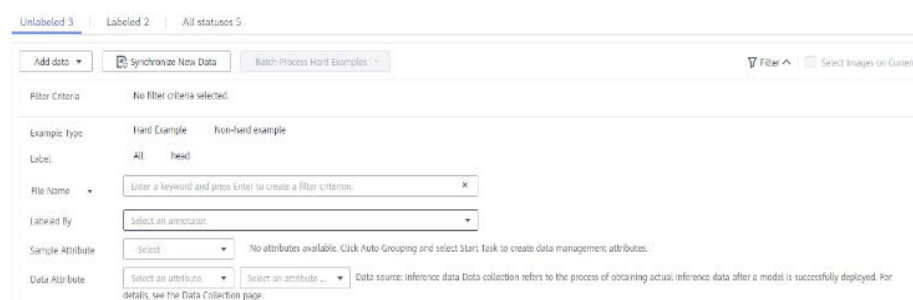 Unlabeled 3 Labeled 2 All statuses 5
Add data Synchronize New Data Batch Process Hard Examples Filter Select Images on Curren
Filter Criteria No filter criteria selected.
Example Type Hard Example Non-hard example
Label All head
File Name Enter a keyword and press Enter to create a filter criterion.
Labeled By Select an annotator.
Sample Attribute --Select-- No attributes available. Click Auto Grouping and select Start Task to create data management attributes.
Data Attribute Select an attribute Select an attribute ... Data source: Inference data Data collection refers to the process of obtaining actual inference data after a model is successfully deployed. For
details, see the Data Collection page.